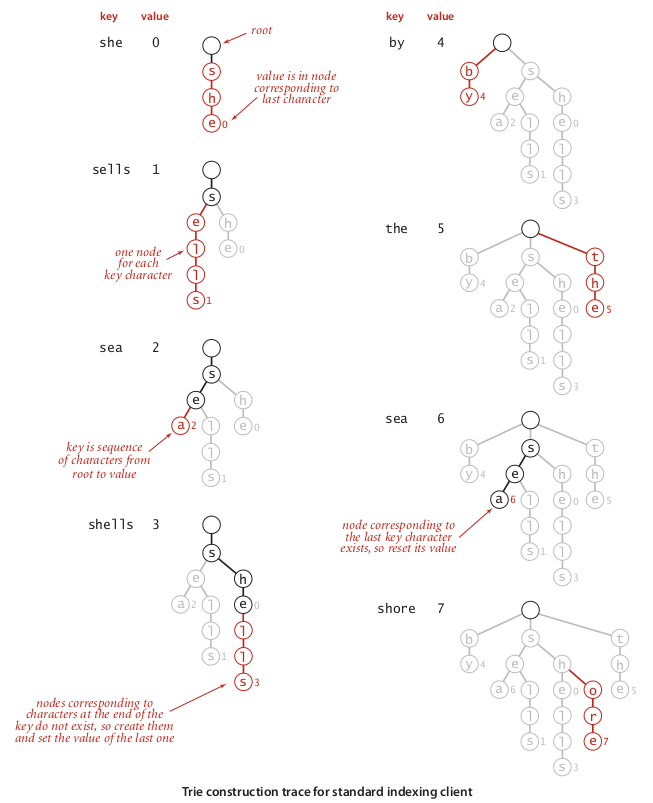 key value
she 0
root
s
h
e 0
value is in node
corresponding to
last character
sells 1
s
e h
l e 0
l
s 1
one node
for each
key character
sea 2
s
e h
a 2 l e 0
l
s 1
key is sequence
of characters from
root to value
shells 3
s
e h
a 2 l e 0
l l
s 1 l
s 3
nodes corresponding to
characters at the end of the
key do not exist, so create them
and set the value of the last one
key value
by 4
b s
y 4 e h
a 2 l e 0
l l
s 1 l
s 3
the 5
b s t
y 4 e h h
a 2 l e 0 e 5
l l
s 1 l
s 3
sea 6
b s t
y 4 e h h
a 6 l e 0 e 5
l l
s 1 l
s 3
node corresponding to
the last key character
exists, so reset its value
shore 7
b s t
y 4 e h h
a 6 l e 0 o e 5
l l r
s 1 l e 7
s 3
Trie construction trace for standard indexing client